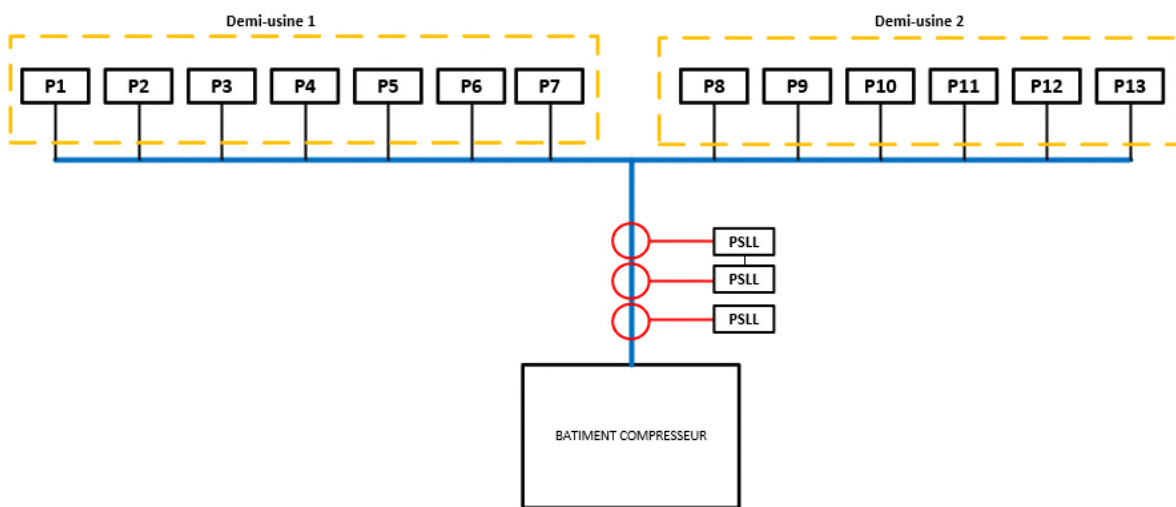 Demi-usine 1
Demi-usine 2
P1 P2 P3 P4 P5 P6 P7 P8 P9 P10 P11 P12 P13
PSLL
PSLL
PSLL
BATIMENT COMPRESSEUR